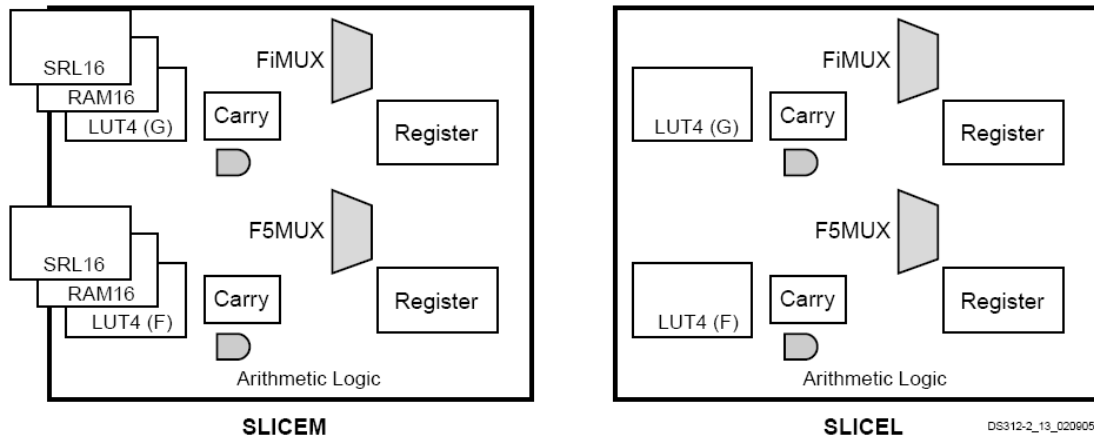 SRL16
RAM16
LUT4 (G)
Carry
FiMUX
Register
SRL16
RAM16
LUT4 (F)
Carry
F5MUX
Register
Arithmetic Logic
SLICEM
LUT4 (G)
Carry
FiMUX
Register
LUT4 (F)
Carry
F5MUX
Register
Arithmetic Logic
SLICEL
DS312-2_13_020905